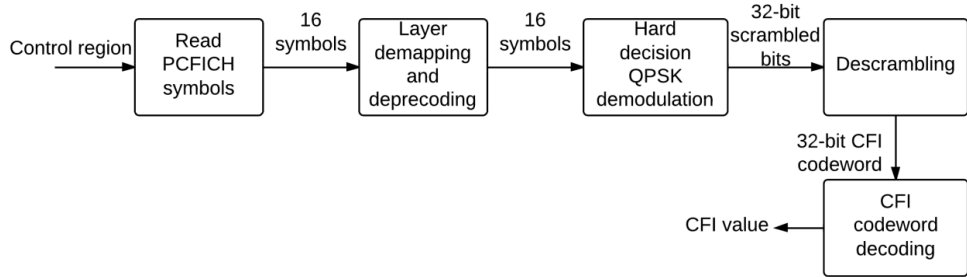 Control region
Read
PCFICH
symbols
16
symbols
Layer
demapping
and
deprecoding
16
symbols
Hard
decision
QPSK
demodulation
32-bit
scrambled
bits
Descrambling
32-bit CFI
codeword
CFI
codeword
decoding
CFI value